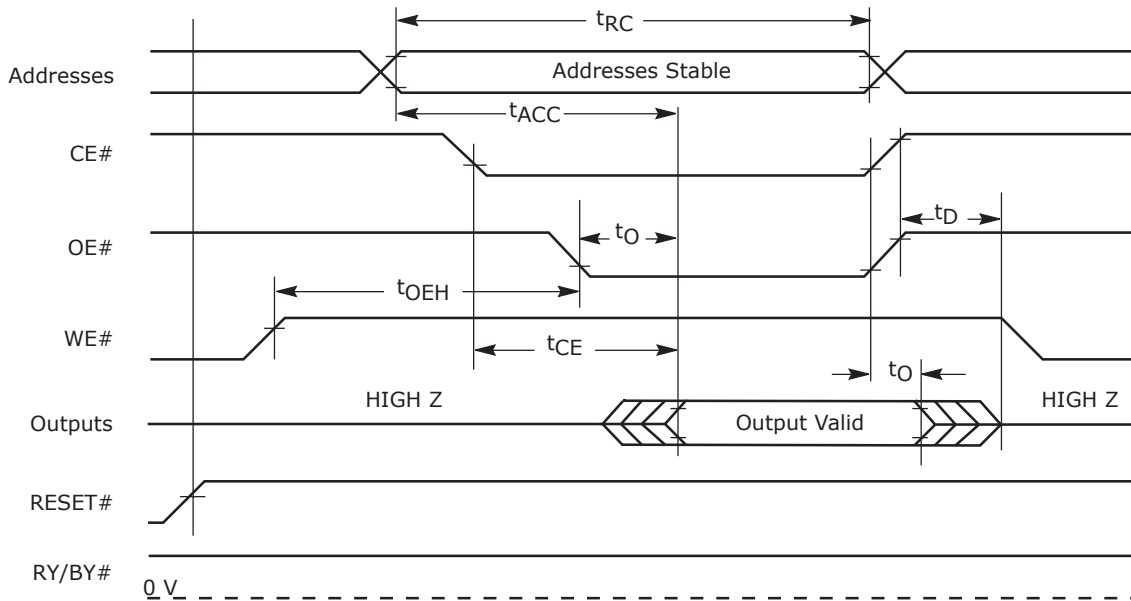 tRC
Addresses
Addresses Stable
tACC
CE#
tD
tO
OE#
tOEH
WE#
tCE
tO
HIGH Z
HIGH Z
Outputs
Output Valid
RESET#
RY/BY#
0 V